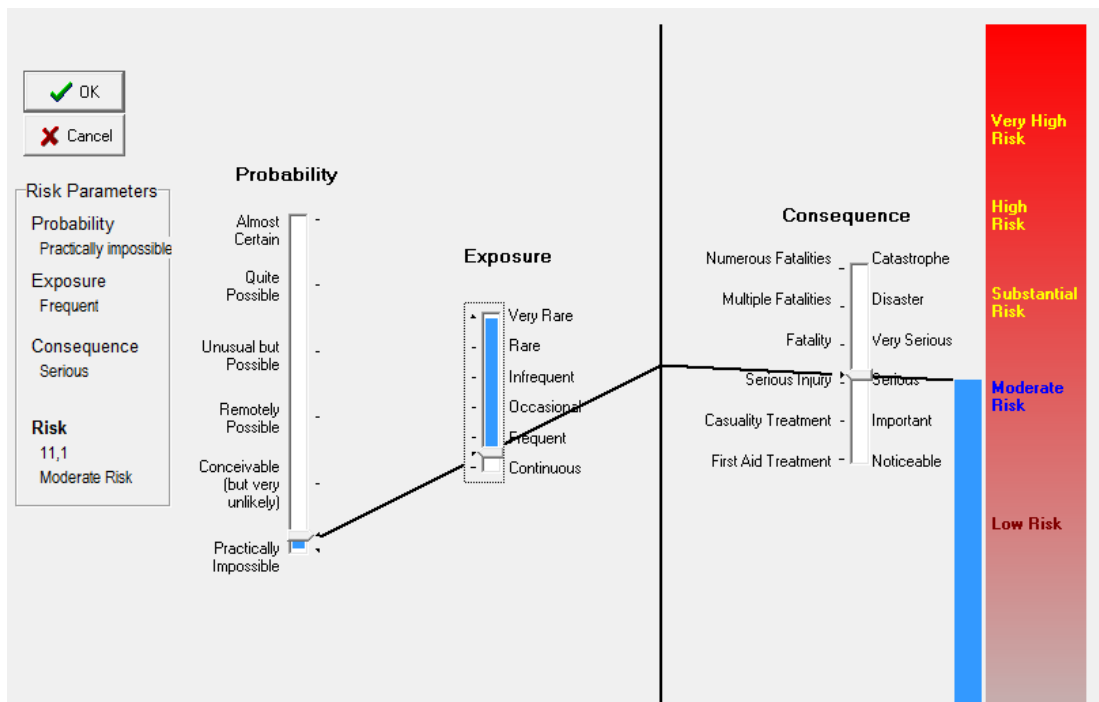 OK
Cancel
Risk Parameters
Probability
Practically impossible
Exposure
Frequent
Consequence
Serious
Risk
11,1
Moderate Risk
Probability
Almost
Certain
Quite
Possible
Unusual but
Possible
Remotely
Possible
Conceivable
(but very
unlikely)
Practically
Impossible
Exposure
Very Rare
Rare
Infrequent
Occasional
Frequent
Continuous
Consequence
Numerous Fatalities
Catastrophe
Multiple Fatalities
Disaster
Fatality
Very Serious
Serious Injury
Serious
Casuality Treatment
Important
First Aid Treatment
Noticeable
Very High
Risk
High
Risk
Substantial
Risk
Moderate
Risk
Low Risk